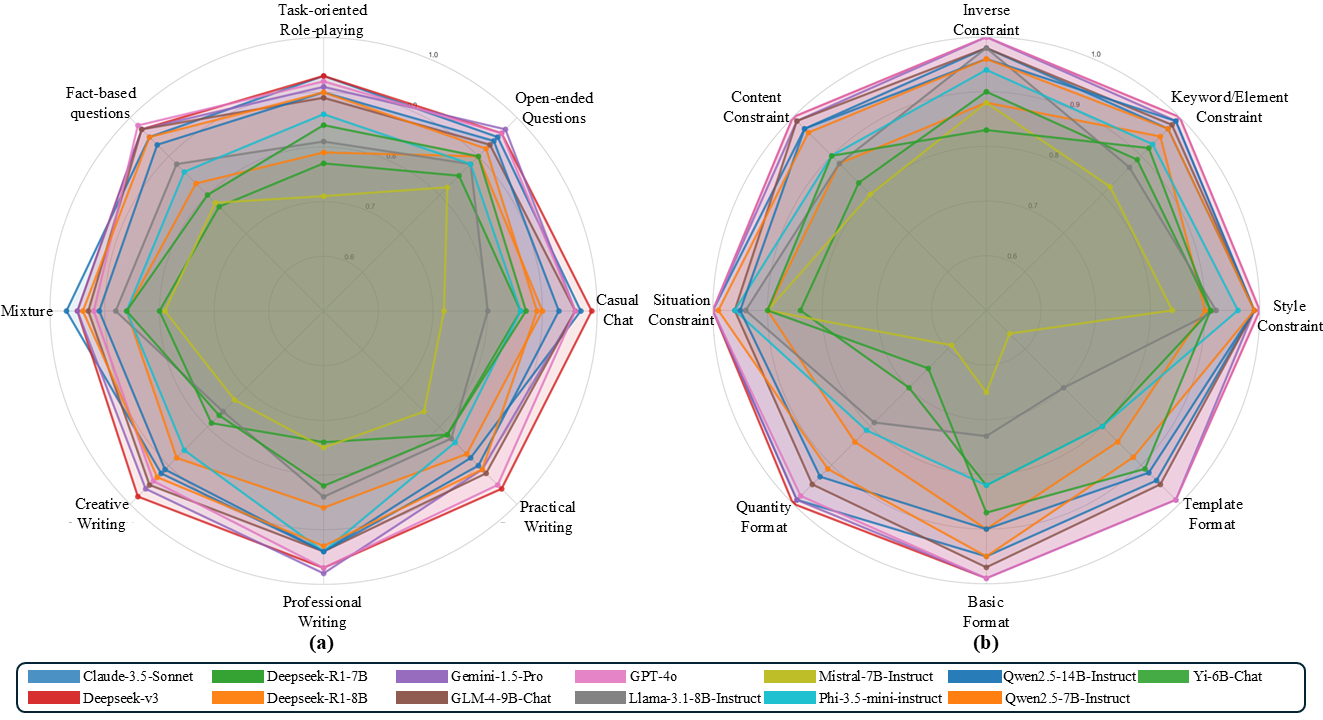 Task-oriented
Role-playing
1.0
Fact-based
questions
Open-ended
Questions
0.7
0.6
Mixture
Casual
Chat
Creative
Writing
Practical
Writing
Professional
Writing
(a)
Inverse
Constraint
1.0
Content
Constraint
0.9
Keyword/Element
Constraint
0.8
0.7
0.6
Situation
Constraint
Style
Constraint
Quantity
Format
Template
Format
Basic
Format
(b)
Claude-3.5-Sonnet Deepseek-R1-7B Gemini-1.5-Pro GPT-4o Mistral-7B-Instruct Qwen2.5-14B-Instruct Yi-6B-Chat
Deepseek-v3 Deepseek-R1-8B GLM-4-9B-Chat Llama-3.1-8B-Instruct Phi-3.5-mini-instruct Qwen2.5-7B-Instruct